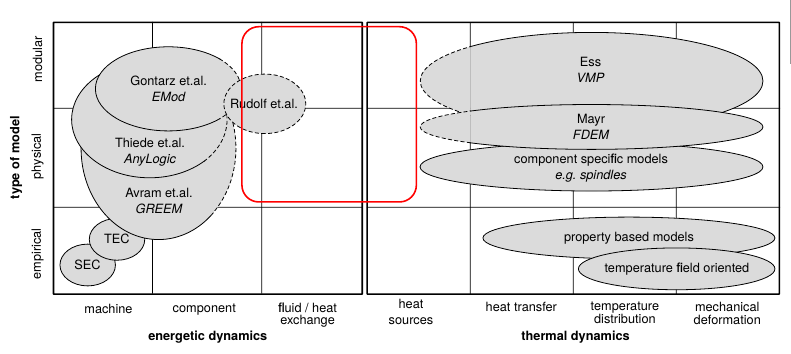 type of model
modular
physical
empirical
Gontarz et.al.
EMod
Rudolf et.al.
Thiede et.al.
AnyLogic
Avram et.al.
GREEM
TEC
SEC
Ess
VMP
Mayr
FDEM
component specific models
e.g. spindles
property based models
temperature field oriented
machine
component
fluid / heat
exchange
heat
sources
heat transfer
temperature
distribution
mechanical
deformation
energetic dynamics
thermal dynamics